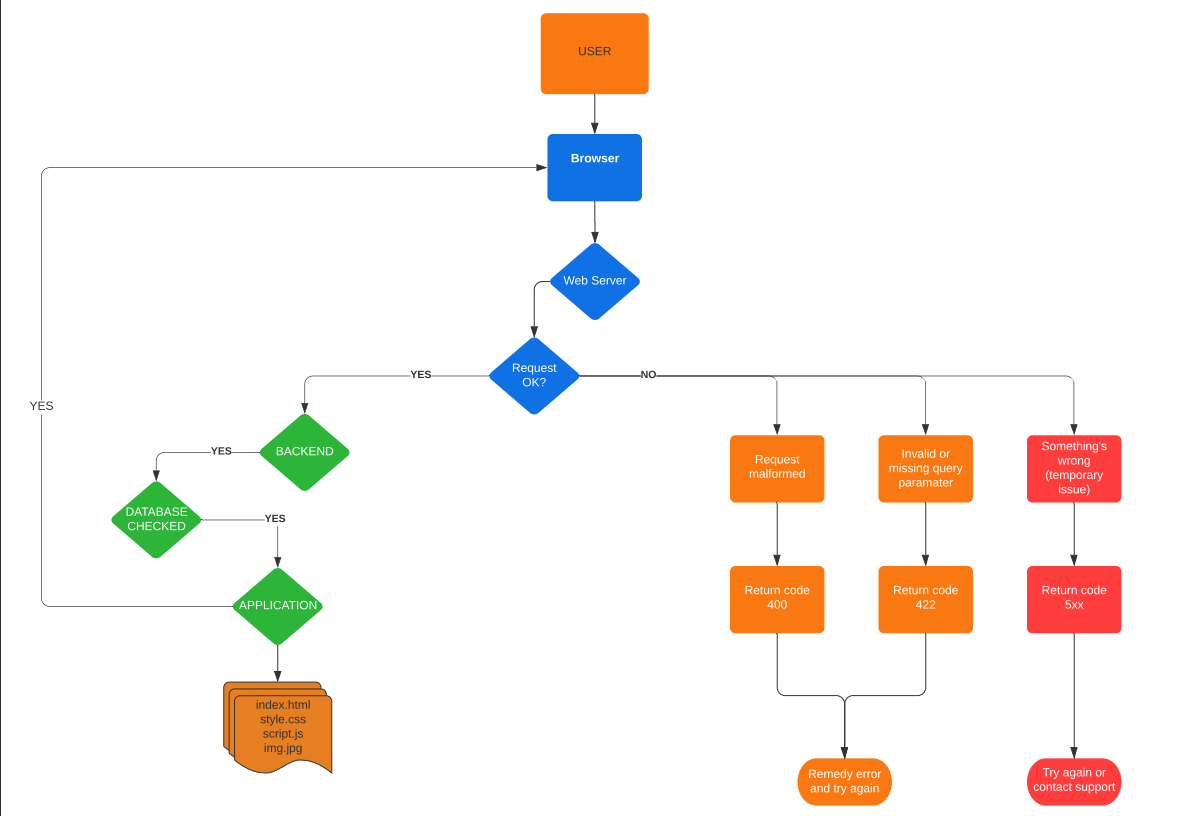 USER
Browser
Web Server
Request
OK?
YES
NO
YES
BACKEND
YES
DATABASE
CHECKED
YES
APPLICATION
index.html
style.css
script.js
img.jpg
Request
malformed
Invalid or
missing query
paramater
Something's
wrong
(temporary
issue)
Return code
400
Return code
422
Return code
5xx
Remedy error
and try again
Try again or
contact support